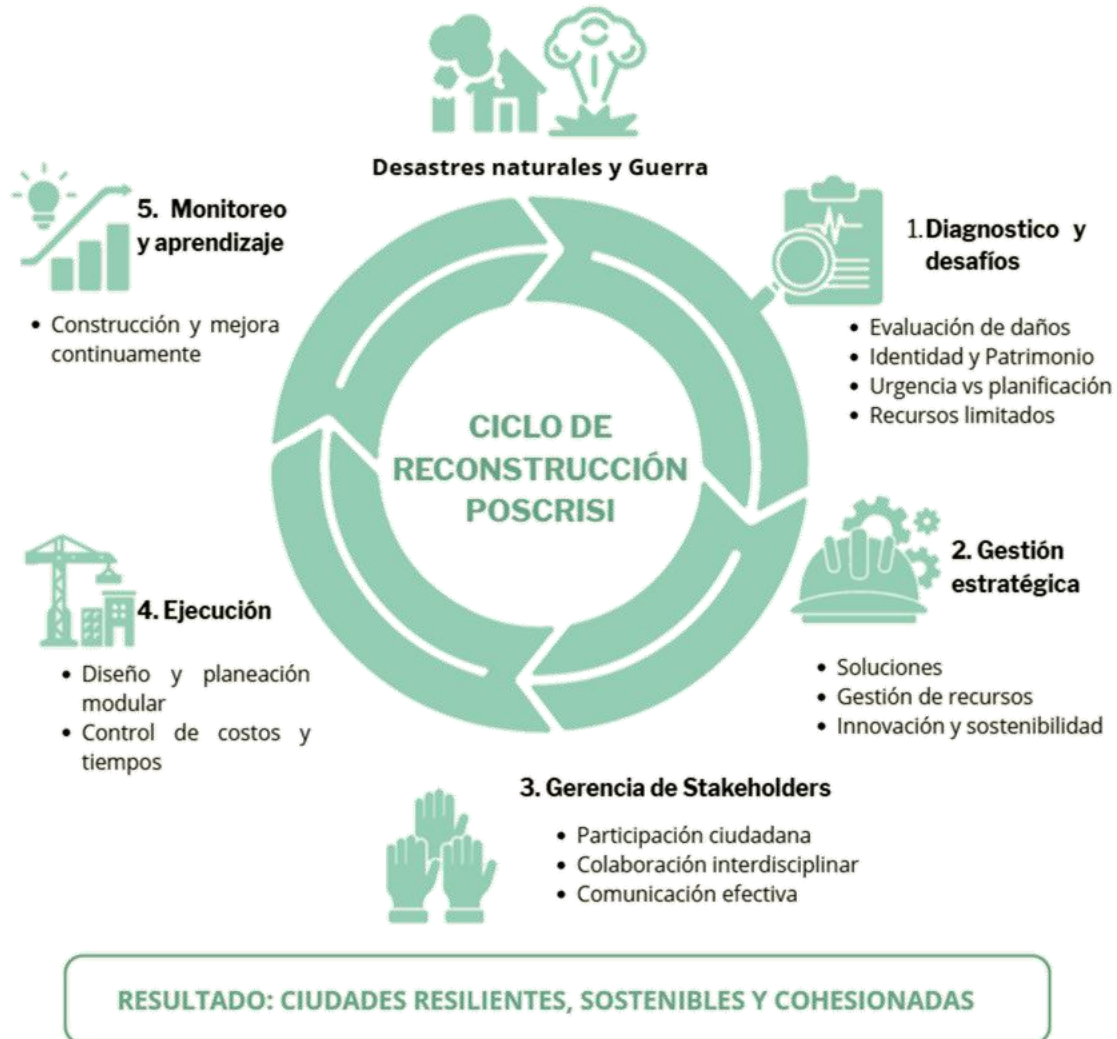 Desastres naturales y Guerra
1.Diagnostico y
desafíos
• Evaluación de daños
• Identidad y Patrimonio
• Urgencia vs planificación
• Recursos limitados
2. Gestión
estratégica
• Soluciones
• Gestión de recursos
• Innovación y sostenibilidad
3. Gerencia de Stakeholders
• Participación ciudadana
• Colaboración interdisciplinar
• Comunicación efectiva
4. Ejecución
• Diseño y planeación
modular
• Control de costos y
tiempos
5. Monitoreo
y aprendizaje
• Construcción y mejora
continuamente
CICLO DE
RECONSTRUCCIÓN
POSCRISI
RESULTADO: CIUDADES RESILIENTES, SOSTENIBLES Y COHESIONADAS